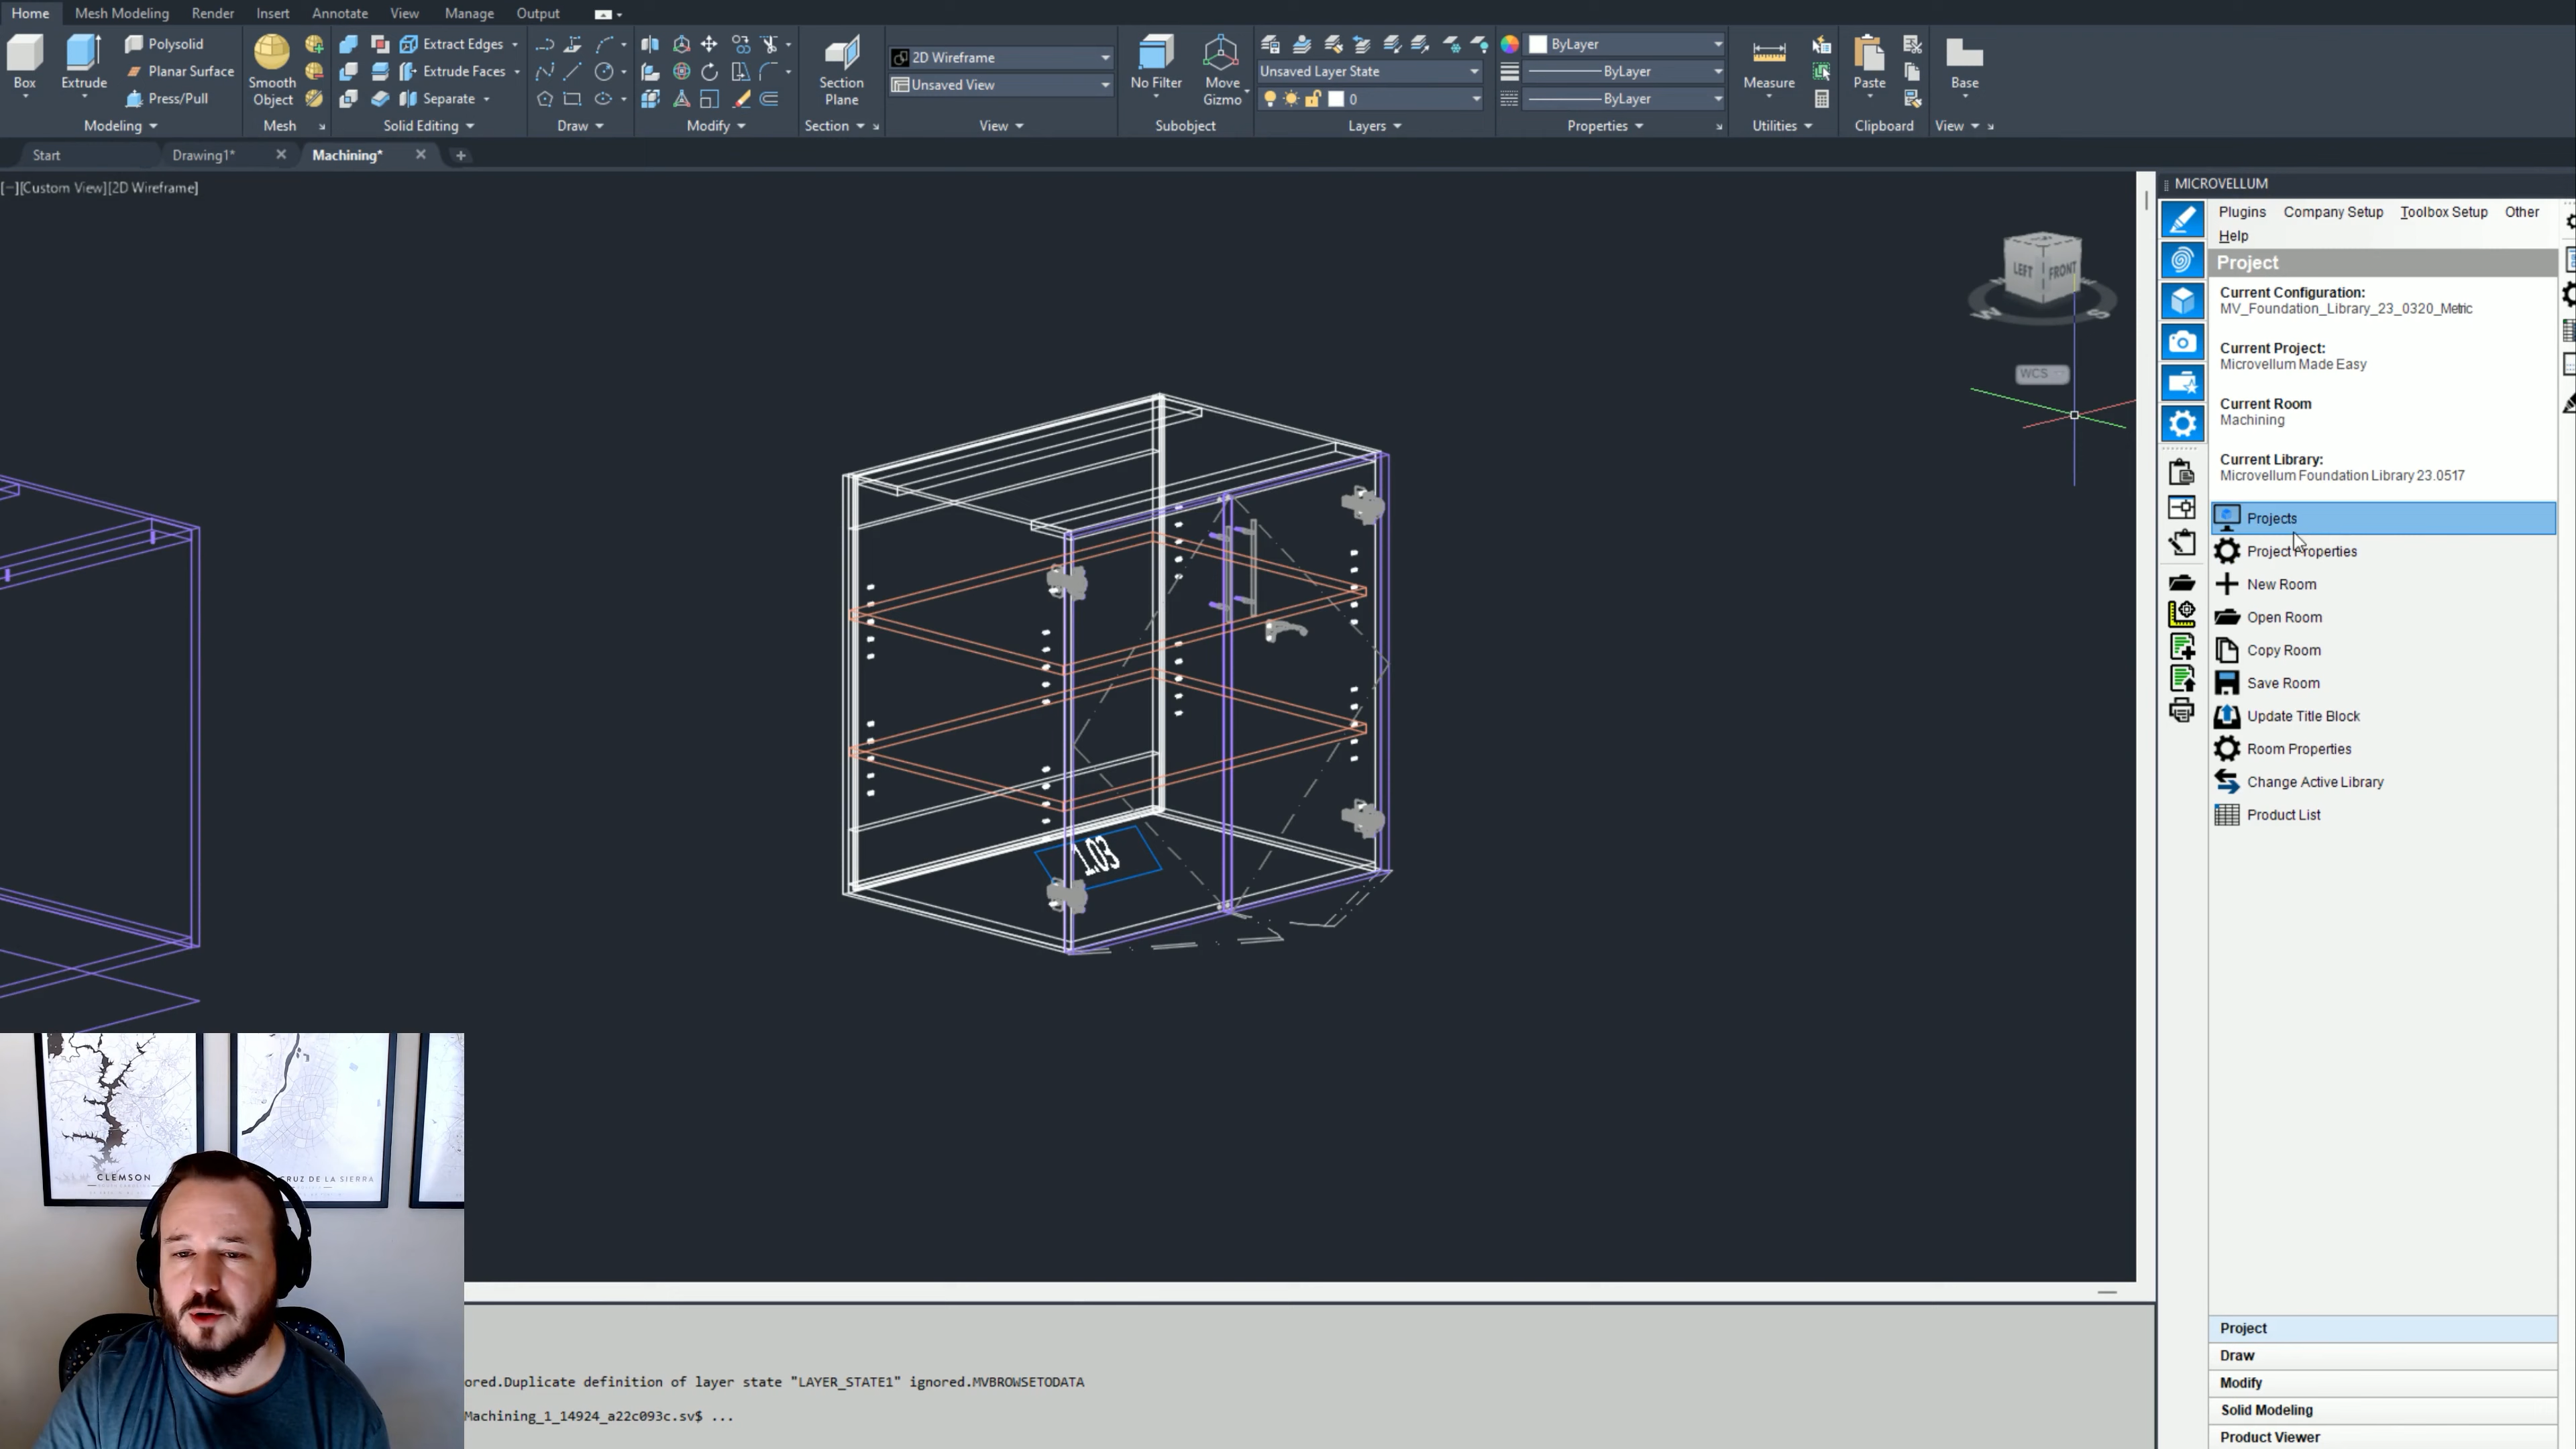 Home Mesh Modeling Render Insert Annotate View Manage Output
Box
Extrude
Polysolid
Planar Surface
Press/Pull
Modeling
Smooth
Object
Mesh
Extract Edges
Extrude Faces
Separate
Solid Editing
Draw
Modify
Section
Plane
Section
2D Wireframe
Unsaved View
View
No Filter
Move
Gizmo
Subobject
Unsaved Layer State
0
Layers
ByLayer
ByLayer
ByLayer
Properties
Measure
Utilities
Paste
Clipboard
Base
View
Start Drawing1* Machining*
[−][Custom View][2D Wireframe]
LEFT FRONT
W S
WCS
1.03
MICROVELLUM
Plugins Company Setup Toolbox Setup Other
Help
Project
Current Configuration:
MV_Foundation_Library_23_0320_Metric
Current Project:
Microvellum Made Easy
Current Room
Machining
Current Library:
Microvellum Foundation Library 23.0517
Projects
Project Properties
New Room
Open Room
Copy Room
Save Room
Update Title Block
Room Properties
Change Active Library
Product List
Project
Draw
Modify
Solid Modeling
Product Viewer
CLEMSON
CRUZ DE LA SIERRA
ored.Duplicate definition of layer state "LAYER_STATE1" ignored.MVBROWSETODATA
Machining_1_14924_a22c093c.sv$ ...